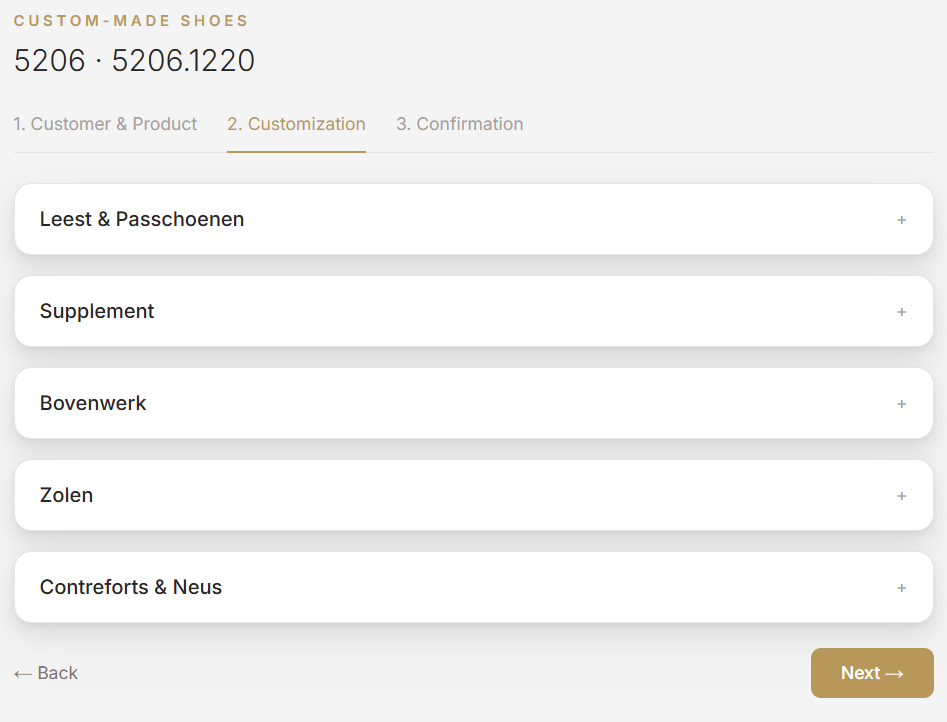 CUSTOM-MADE SHOES
5206 · 5206.1220
1. Customer & Product 2. Customization 3. Confirmation
Leest & Passchoenen +
Supplement +
Bovenwerk +
Zolen +
Contreforts & Neus +
← Back Next →